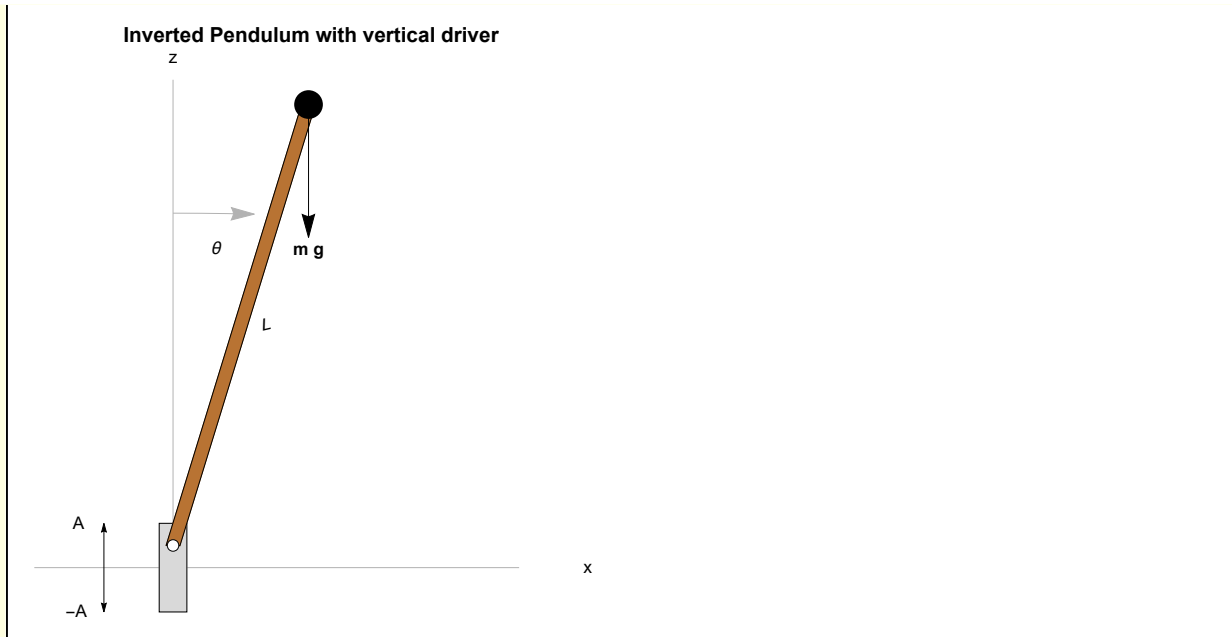 Inverted Pendulum with vertical driver
z
θ
m g
L
A
x
–A